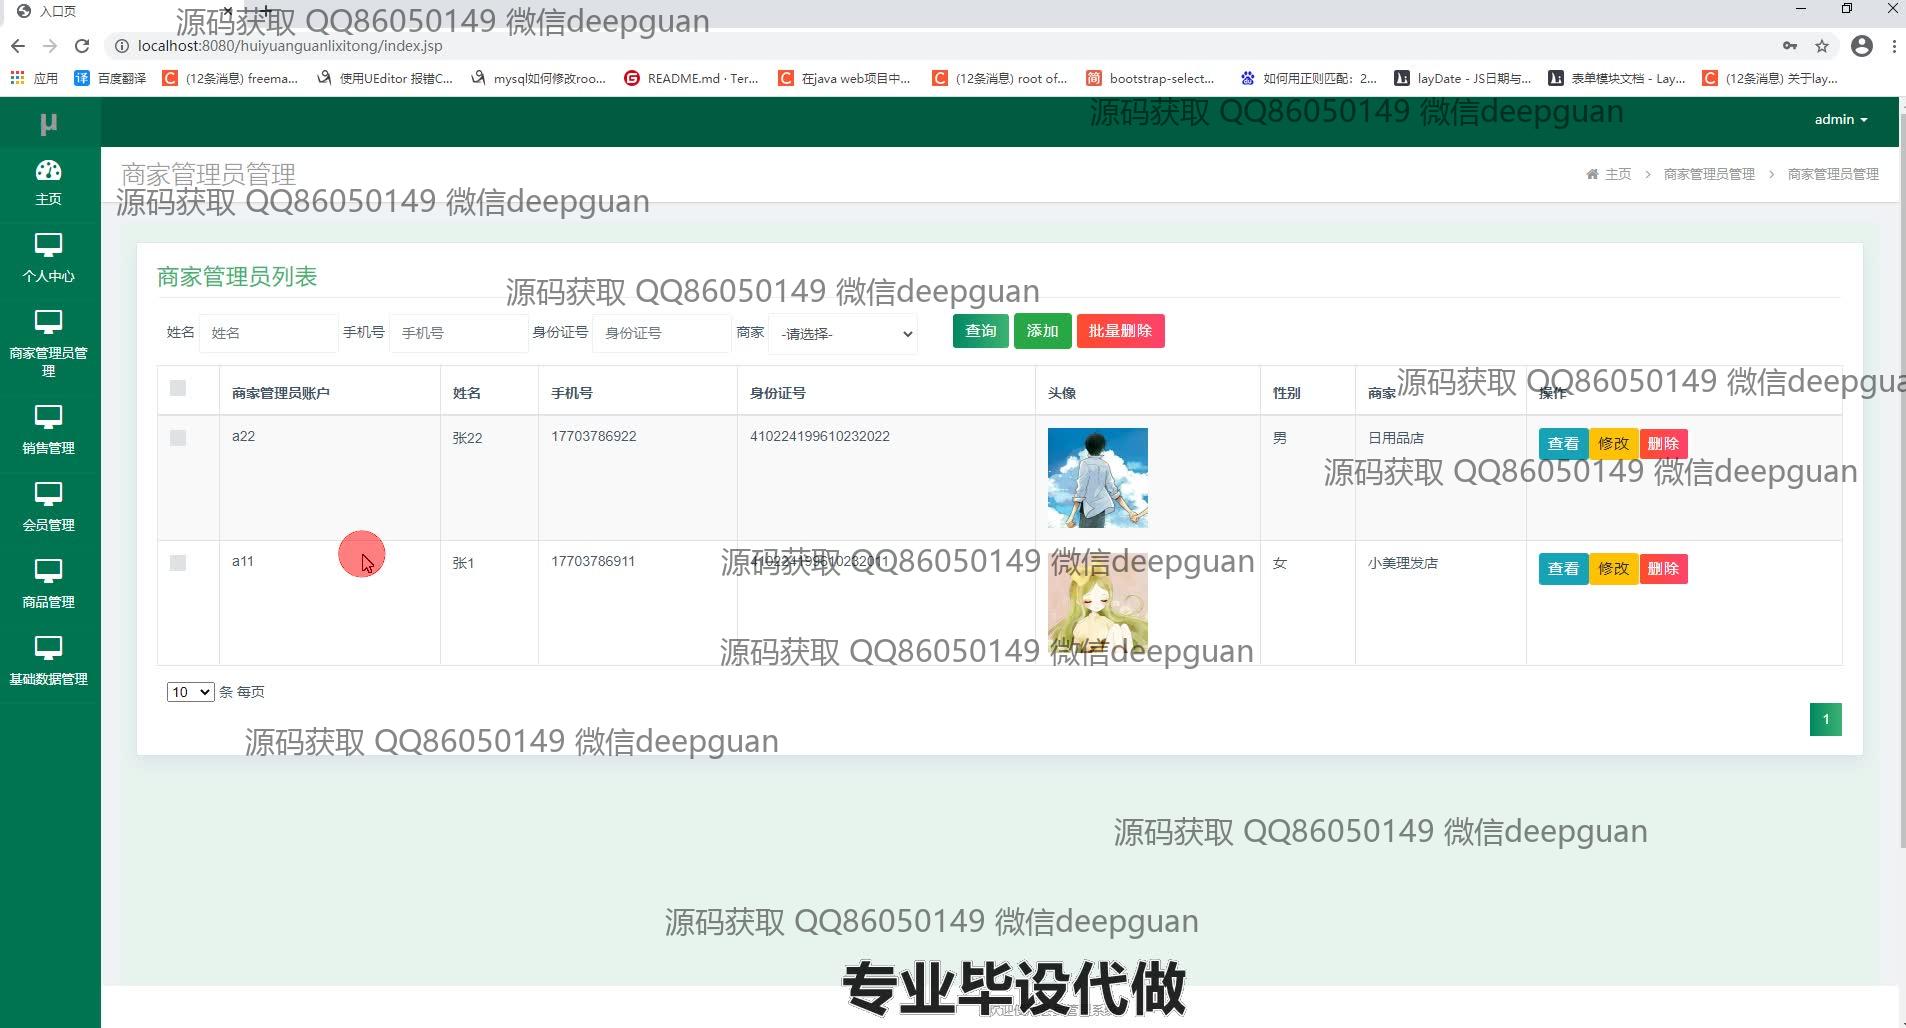 入口页
源码获取 QQ86050149 微信deepguan
localhost:8080/huiyuanguanlixitong/index.jsp
应用 百度翻译 (12条消息) freema... 使用UEditor 报错C... mysql如何修改roo... README.md · Ter... 在java web项目中... (12条消息) root of... bootstrap-select... 如何用正则匹配：2... layDate - JS日期与... 表单模块文档 - Lay... (12条消息) 关于lay...
μ
源码获取 QQ86050149 微信deepguan
admin
主页
商家管理员管理
主页 > 商家管理员管理 > 商家管理员管理
源码获取 QQ86050149 微信deepguan
个人中心
商家管理员列表
源码获取 QQ86050149 微信deepguan
商家管理员管理
姓名 姓名 手机号 手机号 身份证号 身份证号 商家 -请选择- 查询 添加 批量删除
商家管理员账户 姓名 手机号 身份证号 头像 性别 商家 操作
源码获取 QQ86050149 微信deepgua
a22 张22 17703786922 410224199610232022 男 日用品店 查看 修改 删除
销售管理
源码获取 QQ86050149 微信deepguan
会员管理
a11 张1 17703786911 410224199610232011 女 小美理发店 查看 修改 删除
源码获取 QQ86050149 微信deepguan
商品管理
源码获取 QQ86050149 微信deepguan
基础数据管理
10 条 每页
1
源码获取 QQ86050149 微信deepguan
源码获取 QQ86050149 微信deepguan
源码获取 QQ86050149 微信deepguan
专业毕设代做